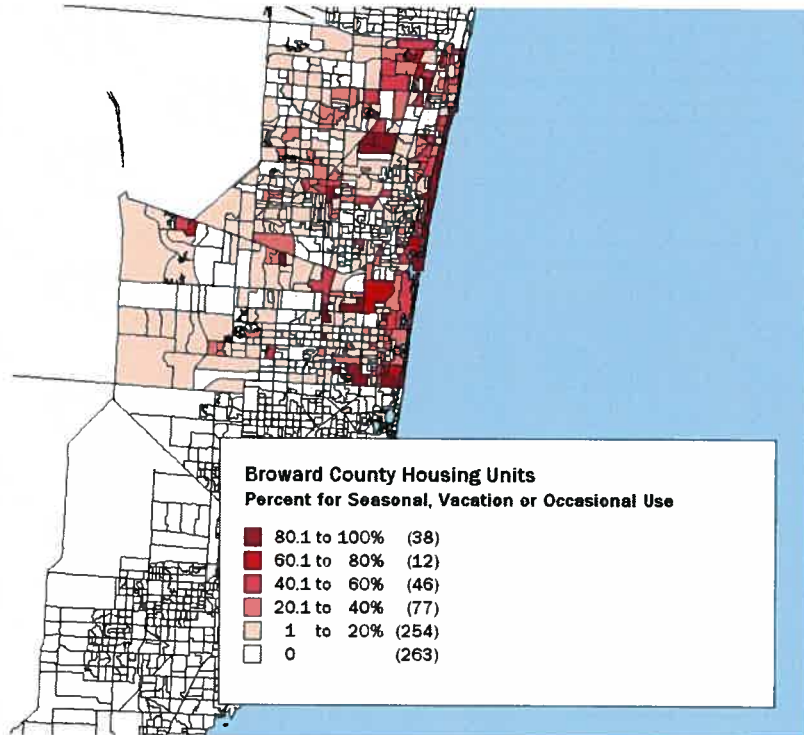 Broward County Housing Units
Percent for Seasonal, Vacation or Occasional Use
80.1 to 100% (38)
60.1 to 80% (12)
40.1 to 60% (46)
20.1 to 40% (77)
1 to 20% (254)
0 (263)